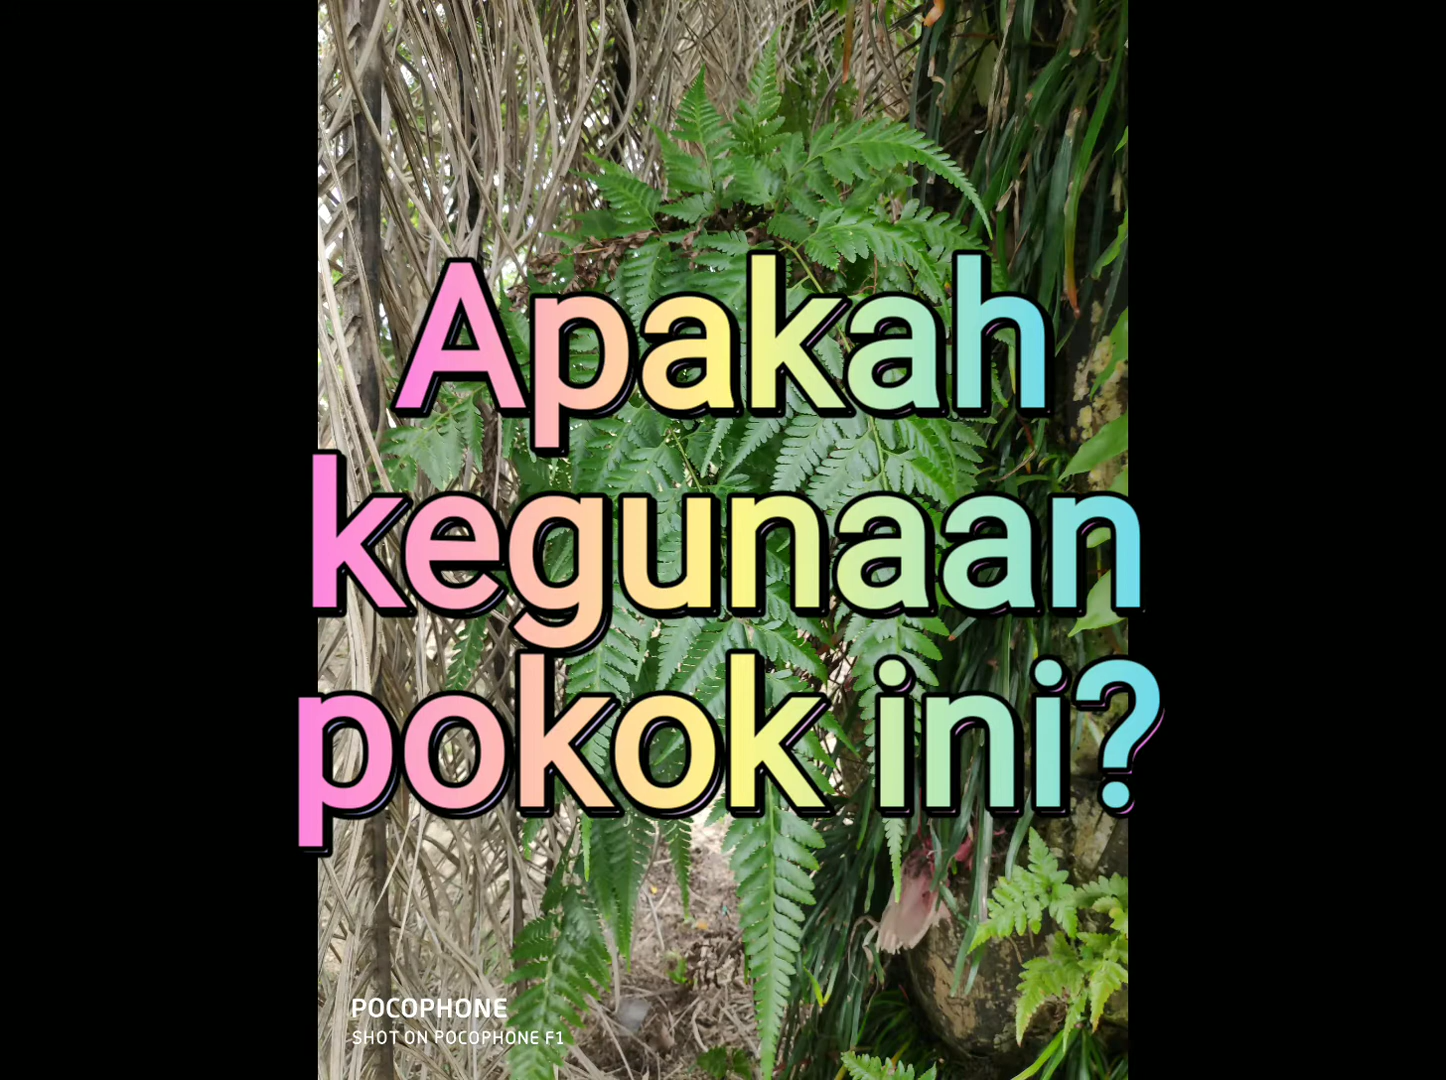 Apakah
kegunaan
pokok ini?
POCOPHONE
SHOT ON POCOPHONE F1